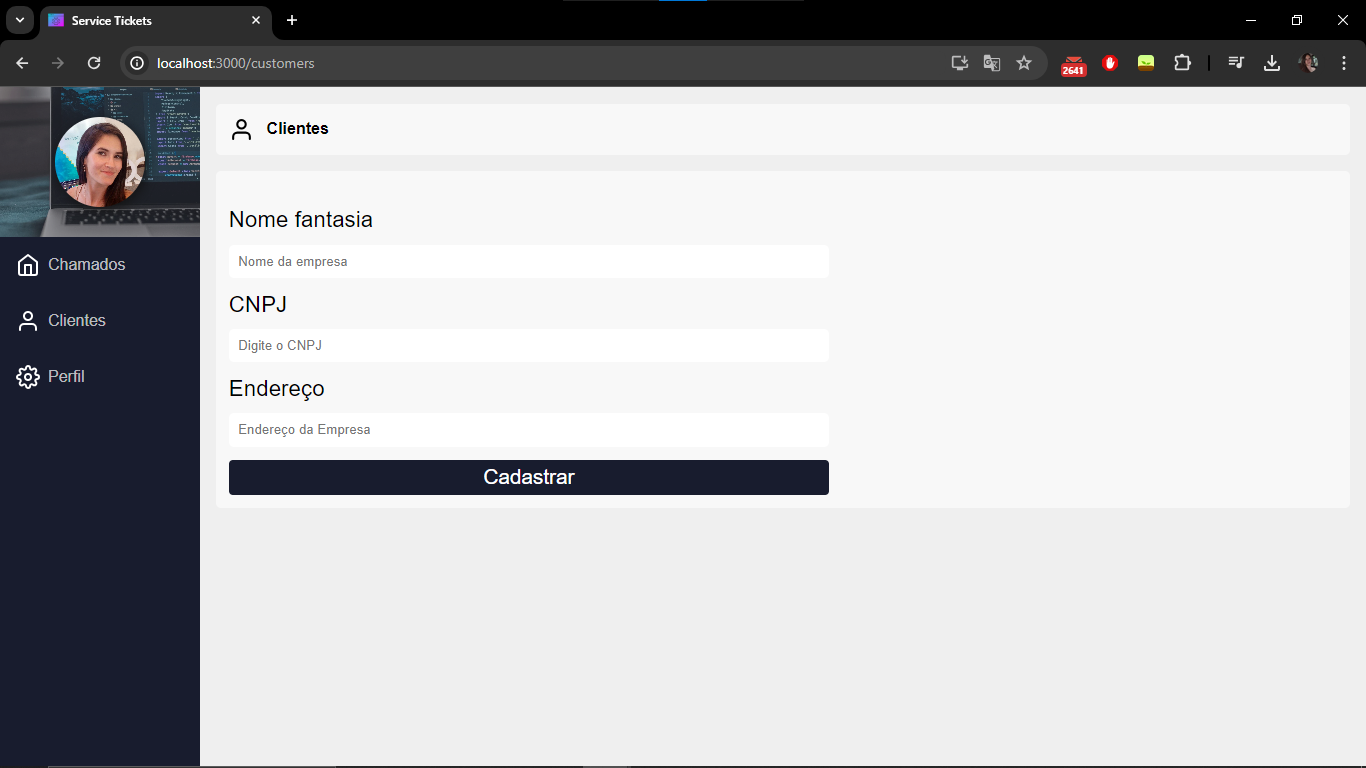 Service Tickets
localhost:3000/customers
2641
Clientes
Chamados
Clientes
Perfil
Nome fantasia
Nome da empresa
CNPJ
Digite o CNPJ
Endereço
Endereço da Empresa
Cadastrar